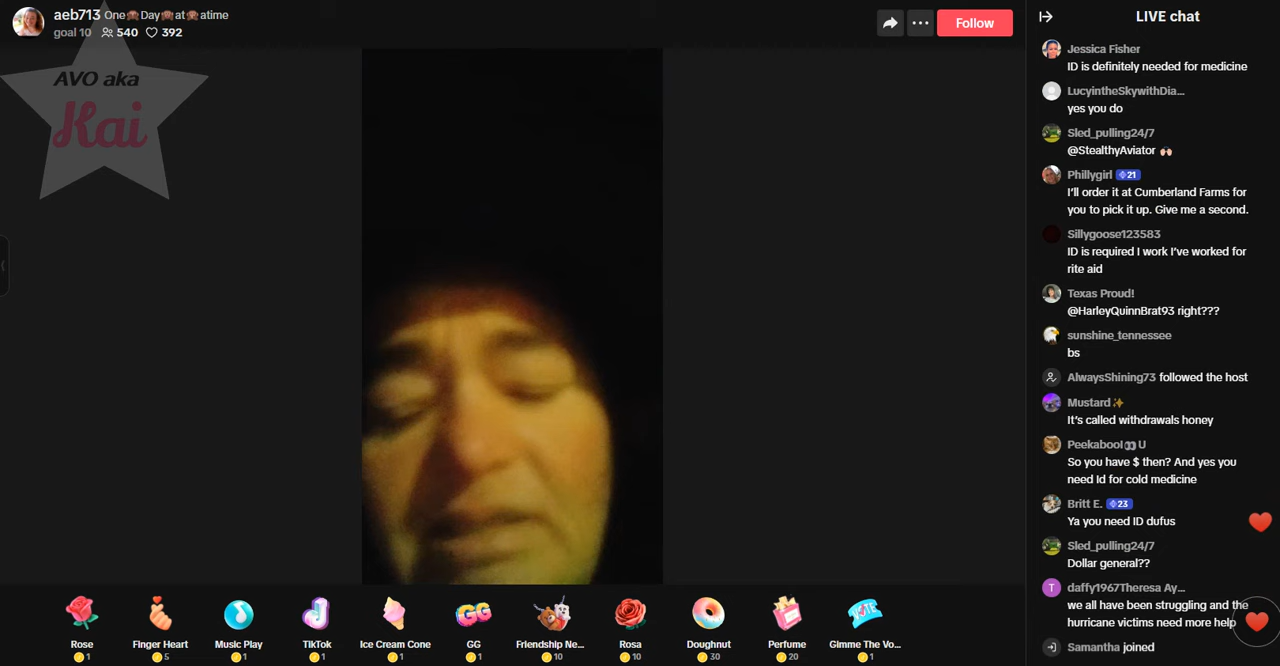 aeb713 One🙈Day🙈at🙈atime
goal 10 540 392
Follow
AVO aka
Kai
LIVE chat
Jessica Fisher
ID is definitely needed for medicine
LucyintheSkywithDia...
yes you do
Sled_pulling24/7
@StealthyAviator 🙌🏻
Phillygirl 21
I'll order it at Cumberland Farms for
you to pick it up. Give me a second.
Sillygoose123583
ID is required I work I've worked for
rite aid
Texas Proud!
@HarleyQuinnBrat93 right???
sunshine_tennessee
bs
AlwaysShining73 followed the host
Mustard✨
It's called withdrawals honey
Peekaboo!👀U
So you have $ then? And yes you
need Id for cold medicine
Britt E. 23
Ya you need ID dufus
Sled_pulling24/7
Dollar general??
T daffy1967Theresa Ay...
we all have been struggling and the
hurricane victims need more help
Samantha joined
Rose
1
Finger Heart
5
Music Play
1
TikTok
1
Ice Cream Cone
1
GG
1
Friendship Ne...
10
Rosa
10
Doughnut
30
Perfume
20
GImme The Vo...
1